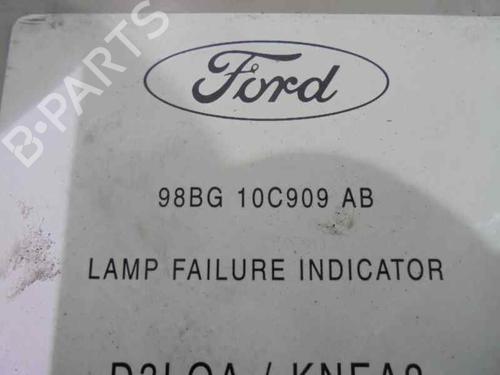 B-PARTS
Ford
98BG 10C909 AB
LAMP FAILURE INDICATOR